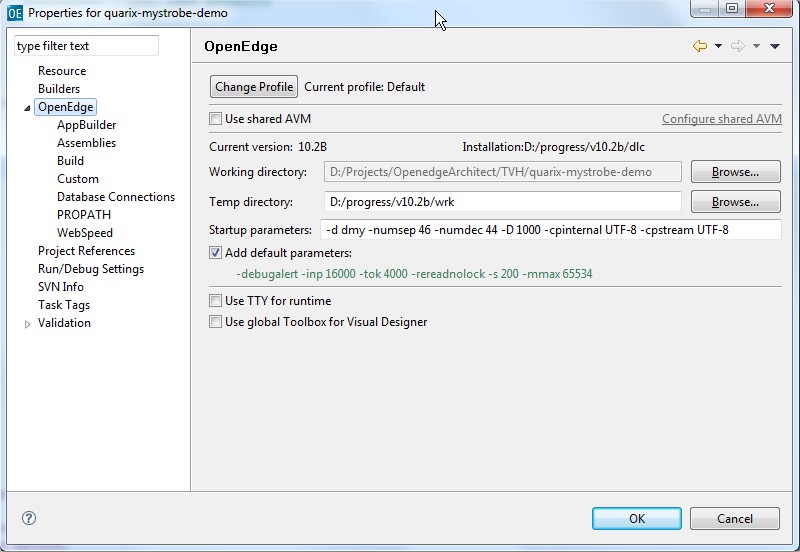 OE Properties for quarix-mystrobe-demo
type filter text
Resource
Builders
OpenEdge
AppBuilder
Assemblies
Build
Custom
Database Connections
PROPATH
WebSpeed
Project References
Run/Debug Settings
SVN Info
Task Tags
Validation
OpenEdge
Change Profile Current profile: Default
Use shared AVM Configure shared AVM
Current version: 10.2B Installation:D:/progress/v10.2b/dlc
Working directory: D:/Projects/OpenedgeArchitect/TVH/quarix-mystrobe-demo Browse...
Temp directory: D:/progress/v10.2b/wrk Browse...
Startup parameters: -d dmy -numsep 46 -numdec 44 -D 1000 -cpinternal UTF-8 -cpstream UTF-8
Add default parameters:
-debugalert -inp 16000 -tok 4000 -rereadnolock -s 200 -mmax 65534
Use TTY for runtime
Use global Toolbox for Visual Designer
? OK Cancel